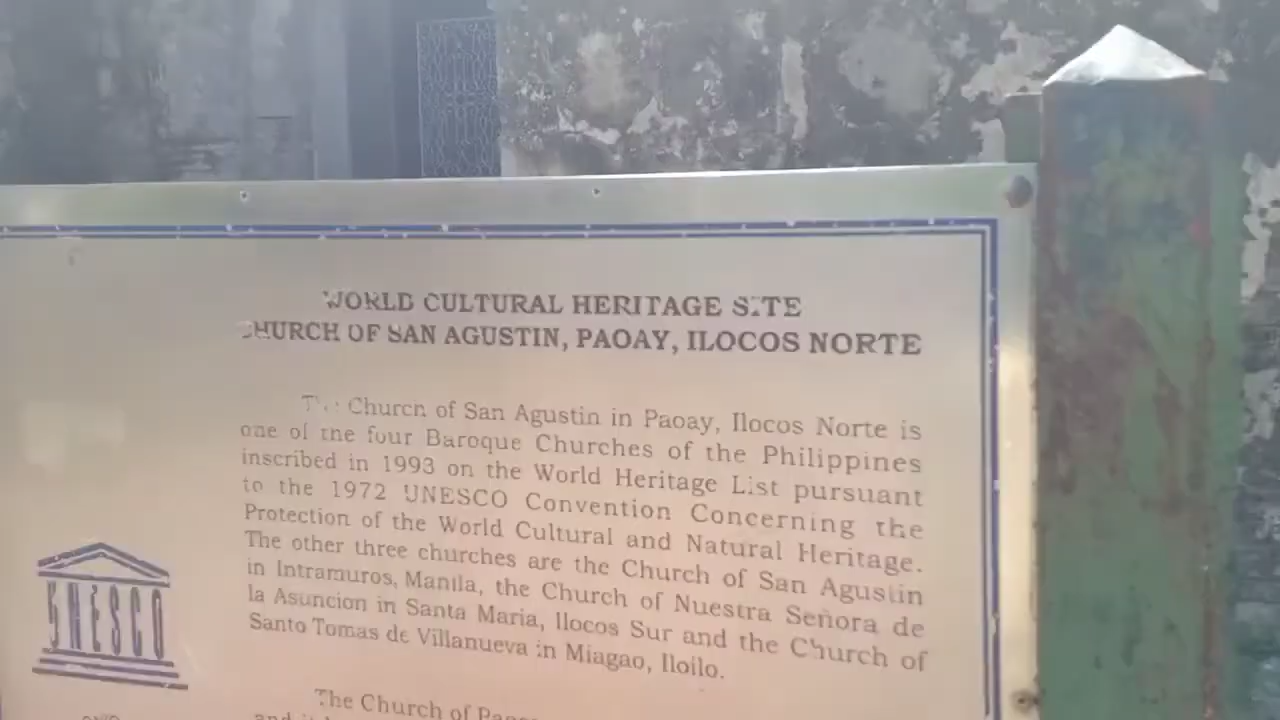 WORLD CULTURAL HERITAGE SITE
CHURCH OF SAN AGUSTIN, PAOAY, ILOCOS NORTE
The Church of San Agustin in Paoay, Ilocos Norte is
one of the four Baroque Churches of the Philippines
inscribed in 1993 on the World Heritage List pursuant
to the 1972 UNESCO Convention Concerning the
Protection of the World Cultural and Natural Heritage.
The other three churches are the Church of San Agustin
in Intramuros, Manila, the Church of Nuestra Señora de
la Asuncion in Santa Maria, Ilocos Sur and the Church of
Santo Tomas de Villanueva in Miagao, Iloilo.
UNESCO
The Church of
and